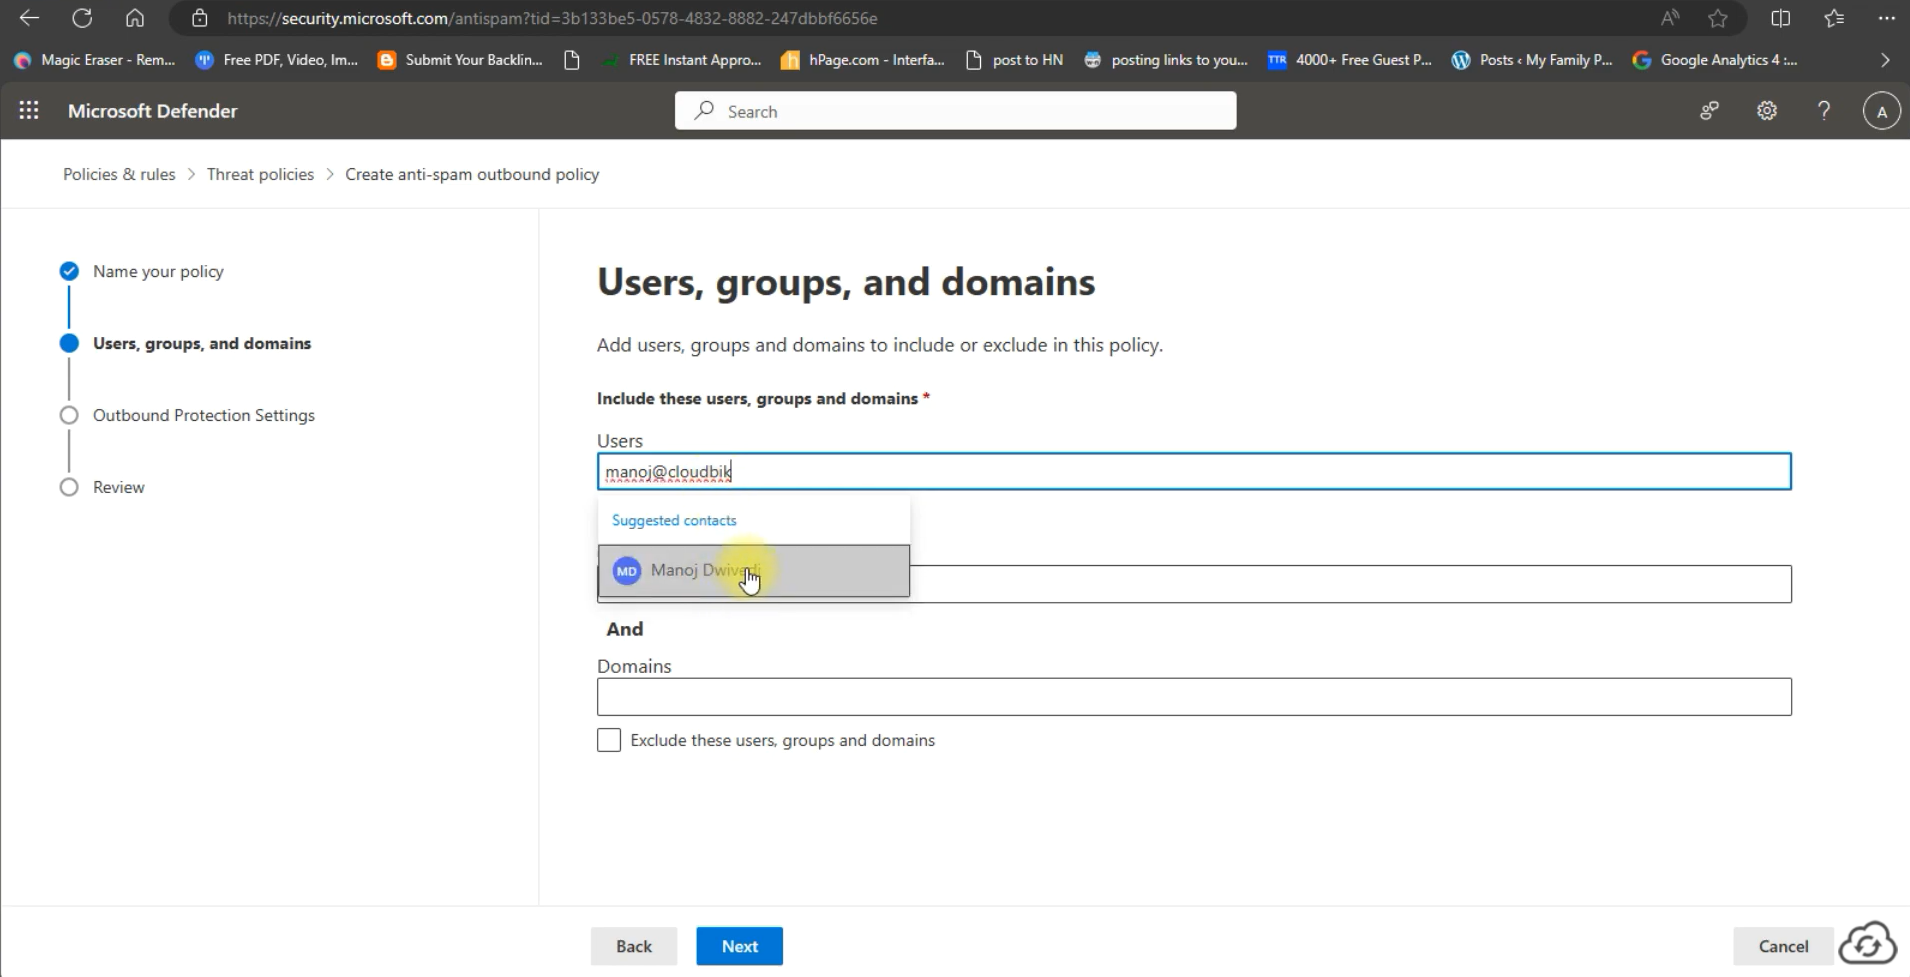 https://security.microsoft.com/antispam?tid=3b133be5-0578-4832-8882-247dbbf6656e
Magic Eraser - Rem... Free PDF, Video, Im... Submit Your Backlin... FREE Instant Appro... hPage.com - Interfa... post to HN posting links to you... TTR 4000+ Free Guest P... Posts ‹ My Family P... Google Analytics 4 :...
Microsoft Defender
Search
A
Policies & rules > Threat policies > Create anti-spam outbound policy
Name your policy
Users, groups, and domains
Outbound Protection Settings
Review
Users, groups, and domains
Add users, groups and domains to include or exclude in this policy.
Include these users, groups and domains *
Users
manoj@cloudbik
Suggested contacts
MD Manoj Dwivedi
And
Domains
Exclude these users, groups and domains
Back Next Cancel